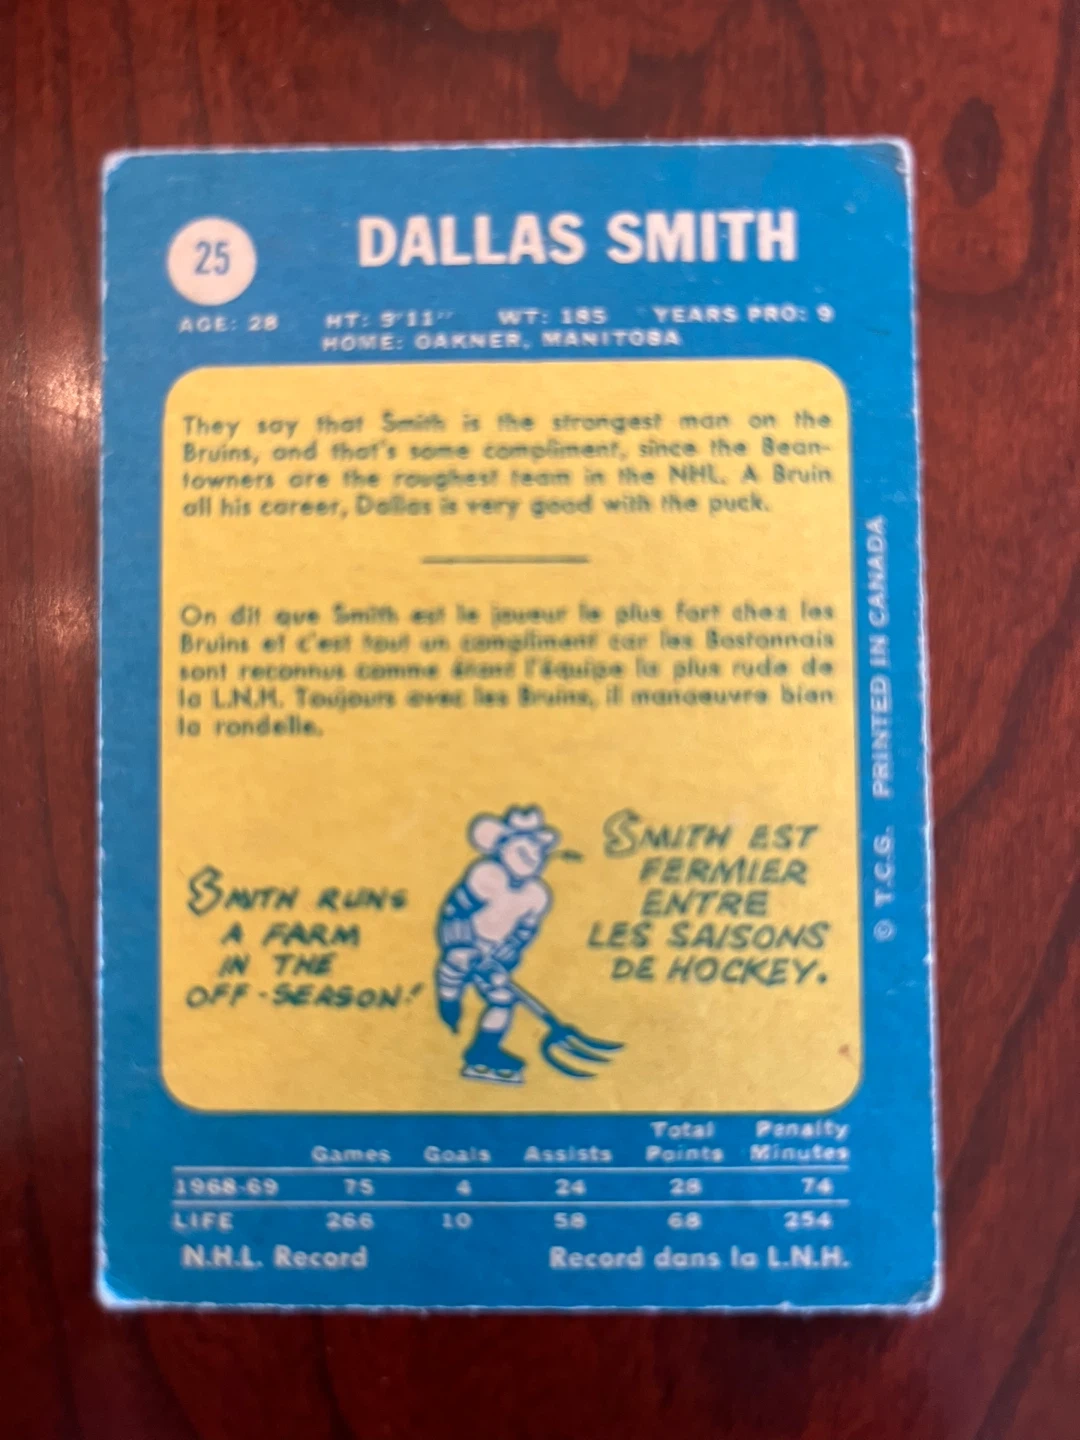 25
DALLAS SMITH
AGE: 28 HT: 5'11" WT: 185 YEARS PRO: 9
HOME: OAKNER, MANITOBA
They say that Smith is the strongest man on the
Bruins, and that's some compliment, since the Bean-
towners are the roughest team in the NHL. A Bruin
all his career, Dallas is very good with the puck.
On dit que Smith est le joueur le plus fort chez les
Bruins et c'est tout un compliment car les Bostonnais
sont reconnus comme étant l'équipe la plus rude de
la L.N.H. Toujours avec les Bruins, il manoeuvre bien
la rondelle.
SMITH RUNS
A FARM
IN THE
OFF-SEASON!
SMITH EST
FERMIER
ENTRE
LES SAISONS
DE HOCKEY.
Games Goals Assists Total Points Penalty Minutes
1968-69 75 4 24 28 74
LIFE 266 10 58 68 254
N.H.L. Record Record dans la L.N.H.
© T.C.G. PRINTED IN CANADA